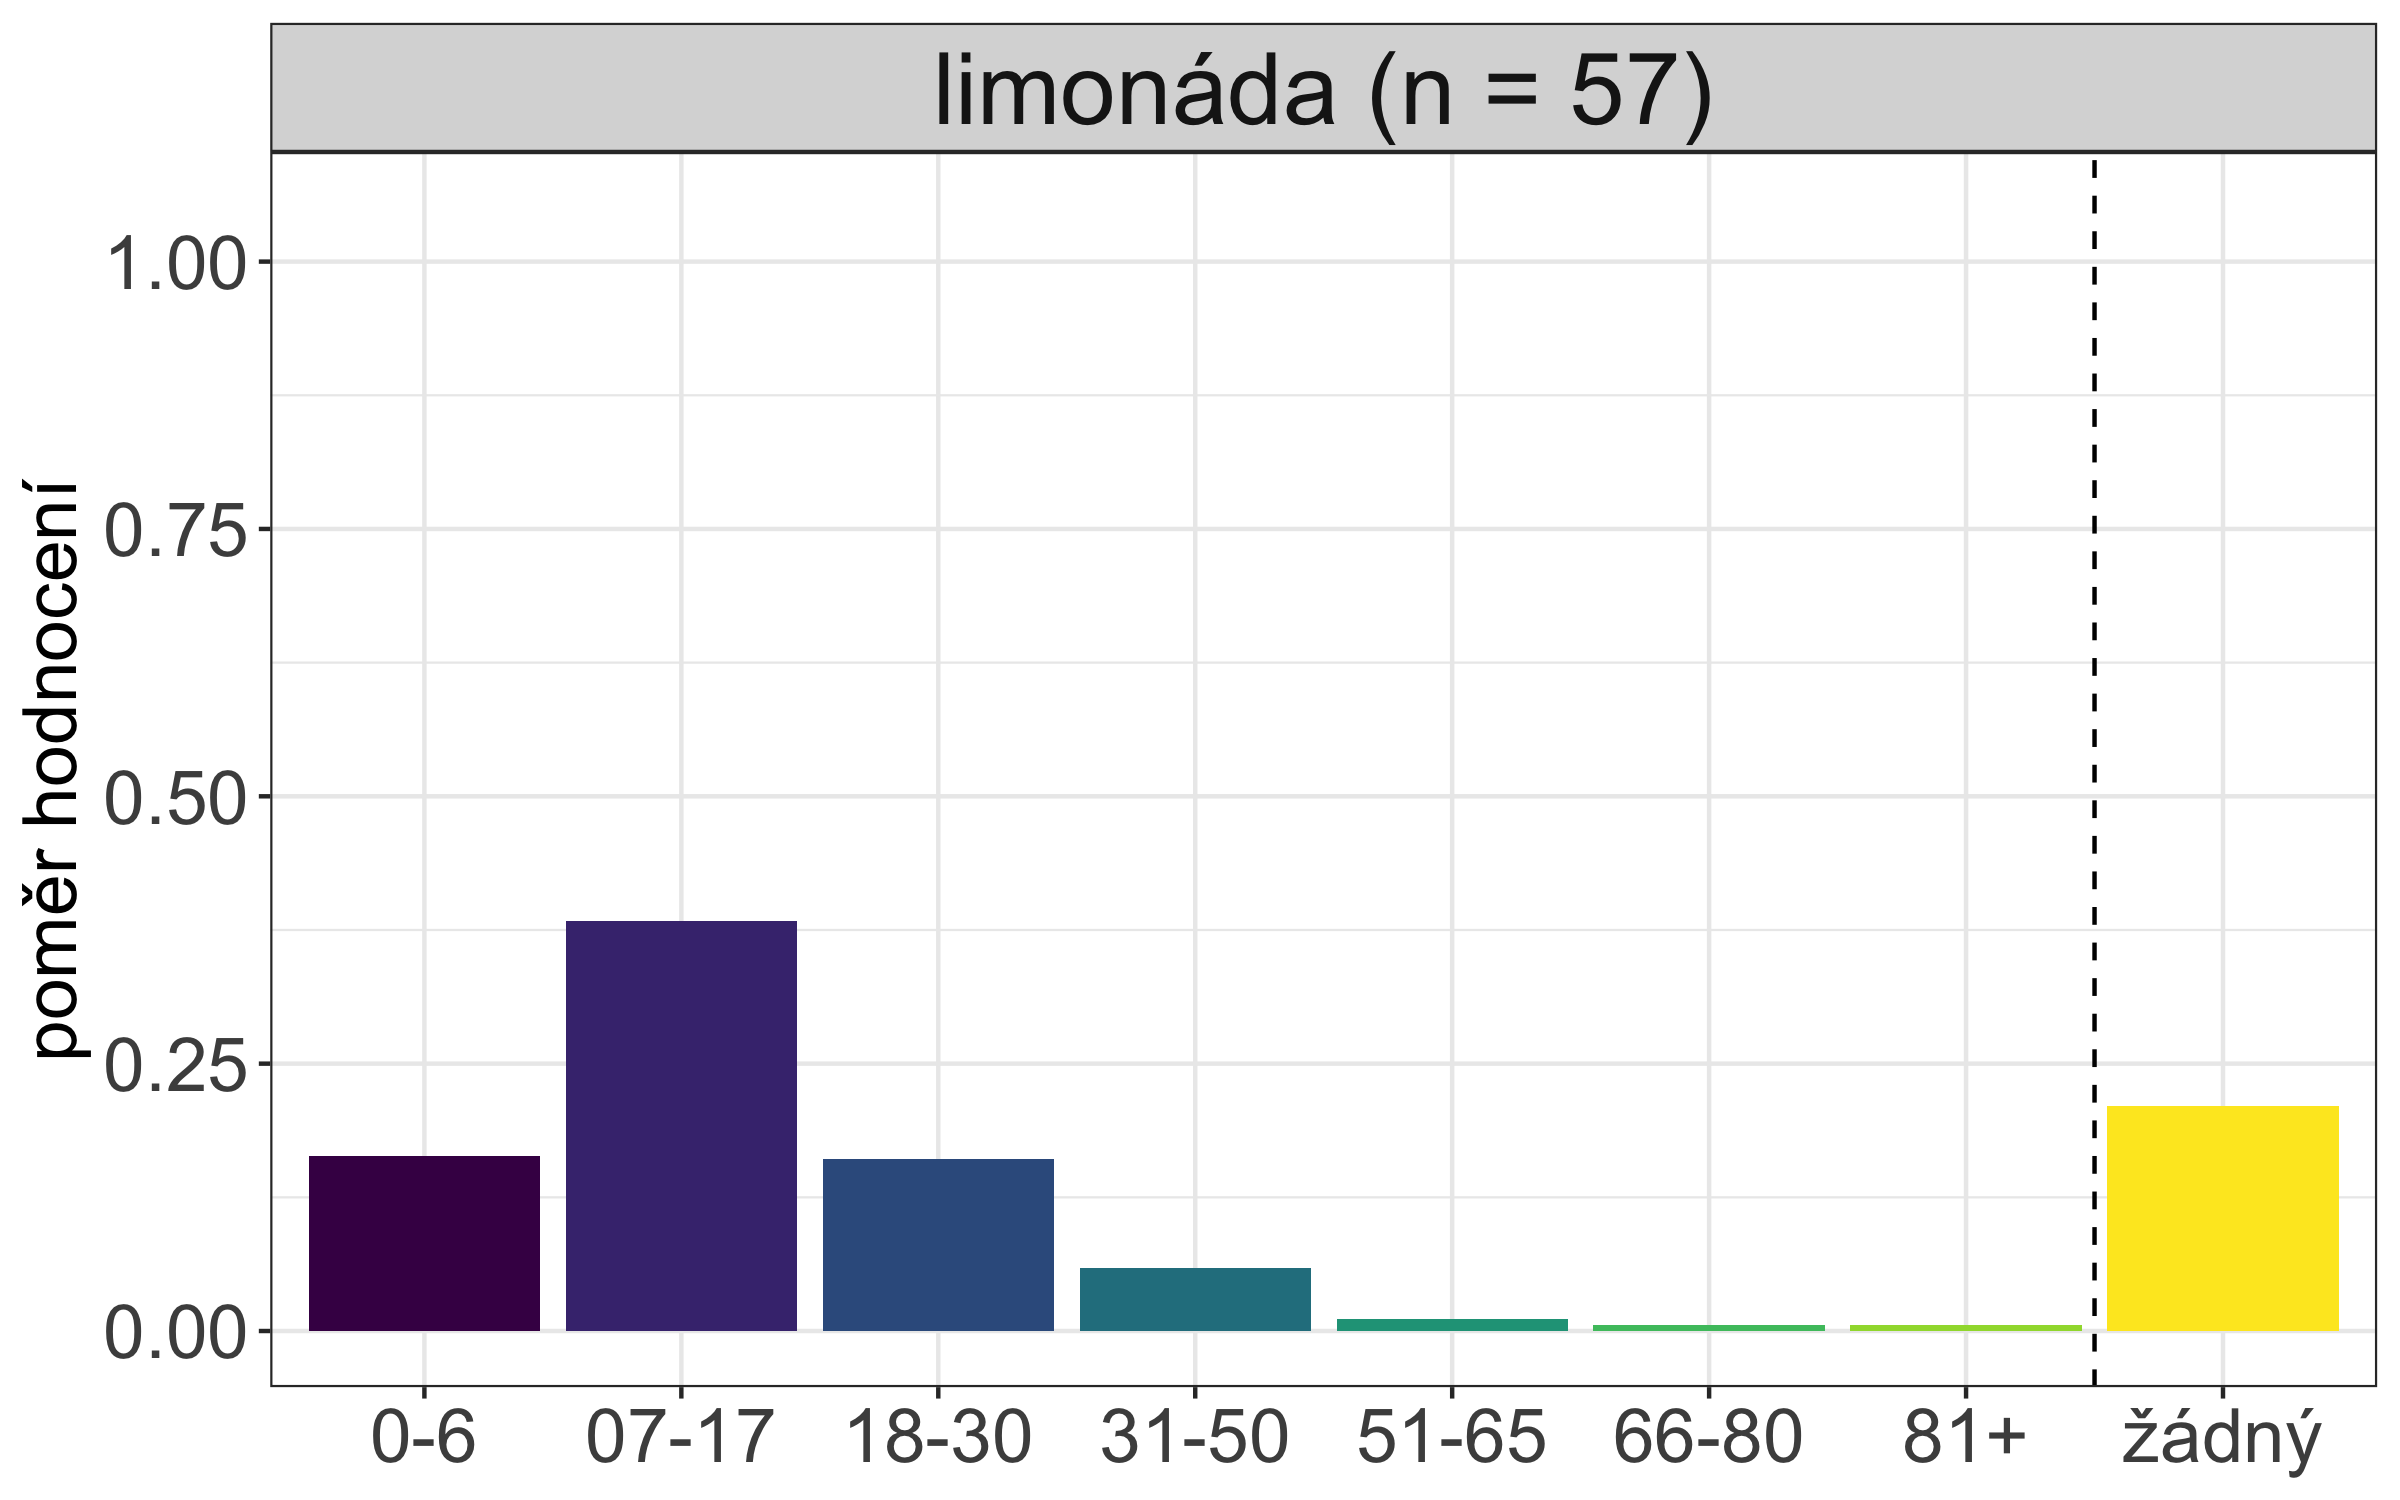 limonáda (n = 57)
poměr hodnocení
1.00
0.75
0.50
0.25
0.00
0-6 07-17 18-30 31-50 51-65 66-80 81+ žádný